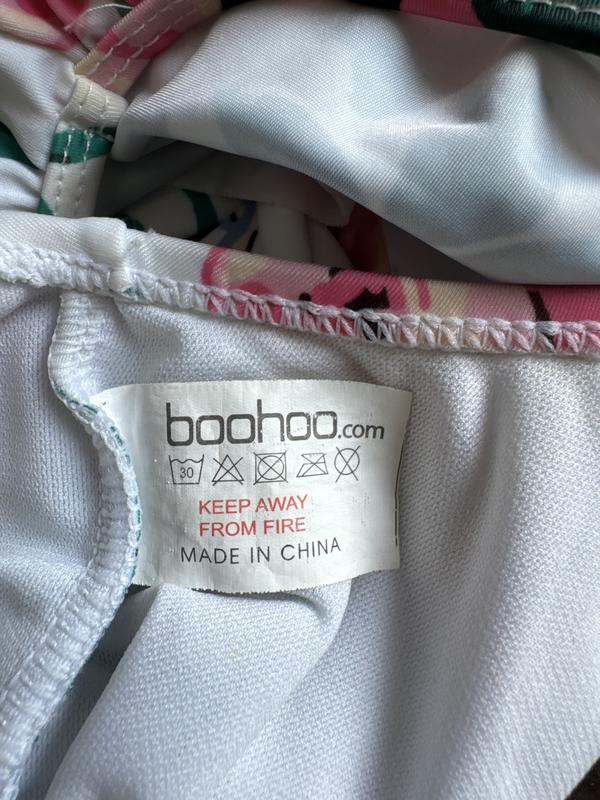 boohoo.com
30
KEEP AWAY
FROM FIRE
MADE IN CHINA